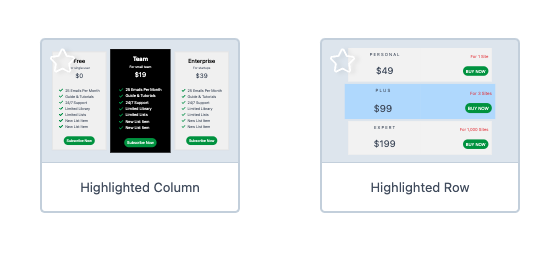 Free
$0
25 Emails Per Month
Guide & Tutorials
24/7 Support
Limited Library
Limited Lists
New List Item
New List Item
Subscribe Now
Team
For small team
$19
25 Emails Per Month
Guide & Tutorials
24/7 Support
Limited Library
Limited Lists
New List Item
New List Item
Subscribe Now
Enterprise
For startups
$39
25 Emails Per Month
Guide & Tutorials
24/7 Support
Limited Library
Limited Lists
New List Item
New List Item
Subscribe Now
Highlighted Column
PERSONAL
For 1 Site
$49
BUY NOW
PLUS
For 3 Sites
$99
BUY NOW
EXPERT
For 1,000 Sites
$199
BUY NOW
Highlighted Row